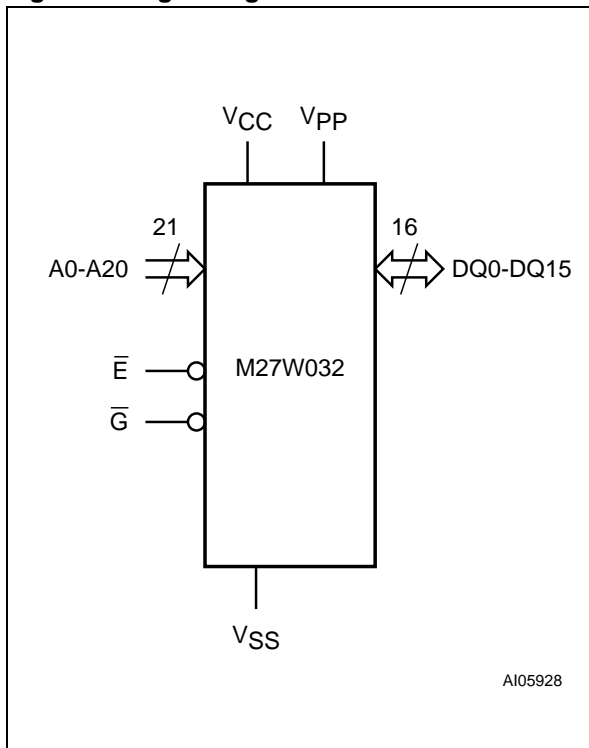 VCC VPP
21 16
A0-A20 DQ0-DQ15
E̅ M27W032
G̅
VSS
AI05928